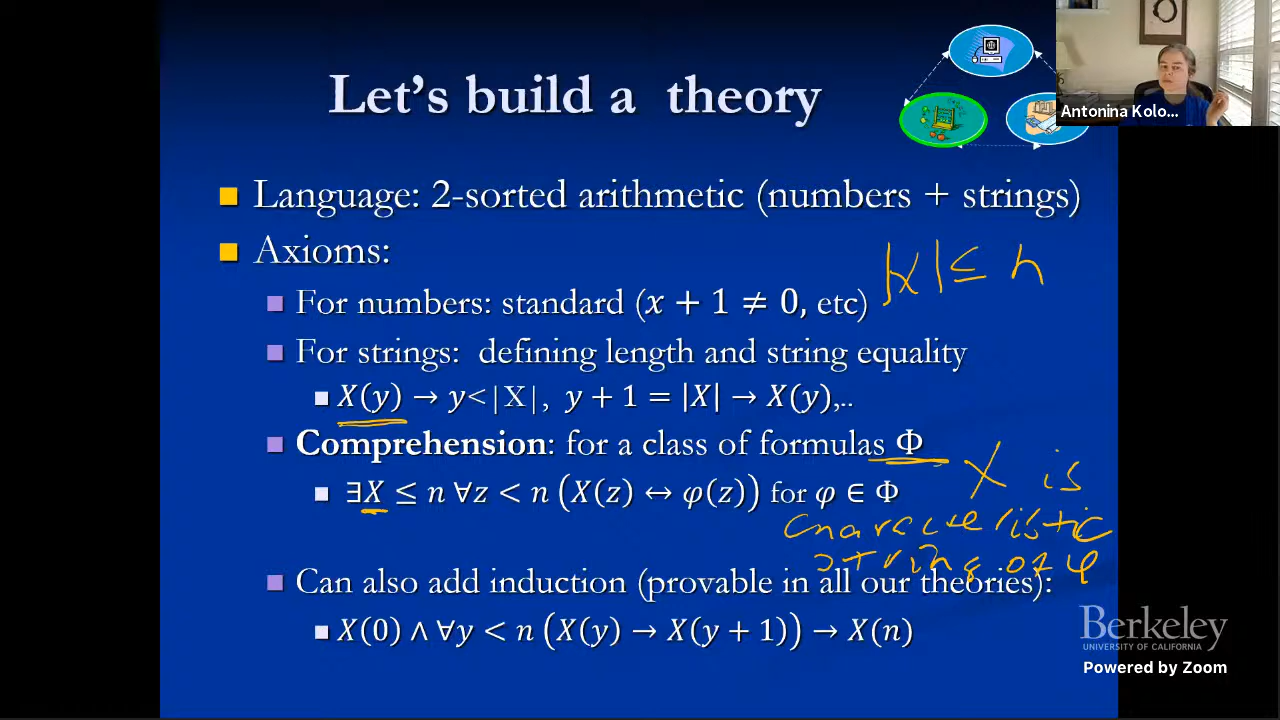 Let's build a theory
Antonina Kolo...
Language: 2-sorted arithmetic (numbers + strings)
Axioms:
|X| ≤ n
For numbers: standard (x + 1 ≠ 0, etc)
For strings: defining length and string equality
X(y) → y<|X|, y + 1 = |X| → X(y),..
Comprehension: for a class of formulas Φ
∃X ≤ n ∀z < n (X(z) ↔ φ(z)) for φ ∈ Φ
X is
characteristic
string of φ
Can also add induction (provable in all our theories):
X(0) ∧ ∀y < n (X(y) → X(y + 1)) → X(n)
Berkeley
UNIVERSITY OF CALIFORNIA
Powered by Zoom